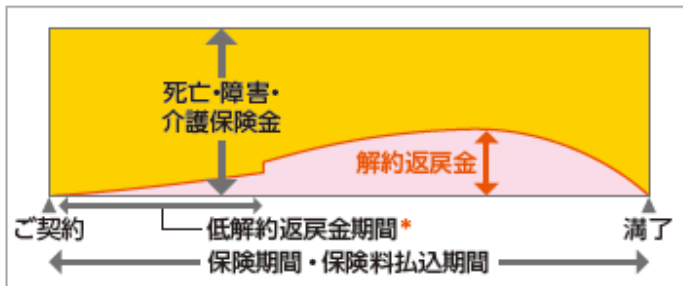 死亡・障害・
介護保険金
解約返戻金
ご契約
低解約返戻金期間*
満了
保険期間・保険料払込期間